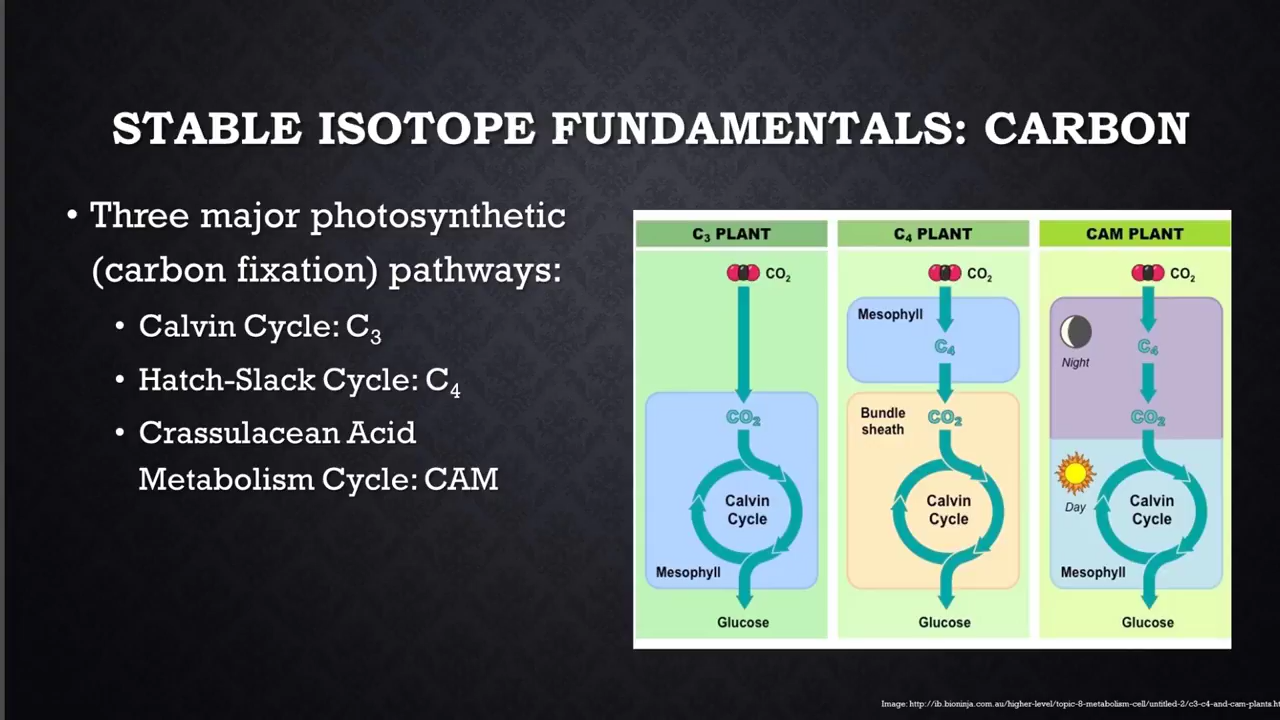 STABLE ISOTOPE FUNDAMENTALS: CARBON
• Three major photosynthetic
(carbon fixation) pathways:
• Calvin Cycle: C₃
• Hatch-Slack Cycle: C₄
• Crassulacean Acid
Metabolism Cycle: CAM
C₃ PLANT
CO₂
CO₂
Calvin
Cycle
Mesophyll
Glucose
C₄ PLANT
CO₂
Mesophyll
C₄
Bundle
sheath
CO₂
Calvin
Cycle
Glucose
CAM PLANT
CO₂
C₄
Night
CO₂
Day
Calvin
Cycle
Mesophyll
Glucose
Image: http://ib.bioninja.com.au/higher-level/topic-8-metabolism-cell/untitled-2/c3-c4-and-cam-plants.h